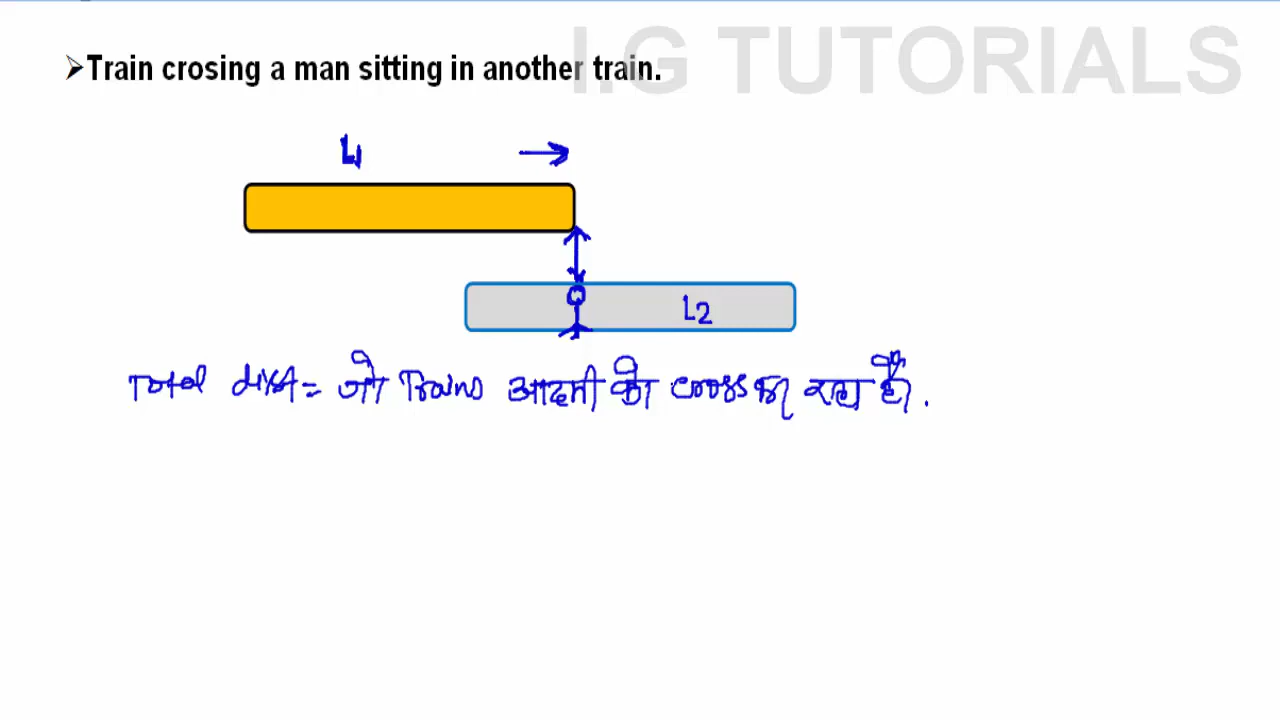 I.G TUTORIALS
➢Train crosing a man sitting in another train.
L1
L2
Total dist = जो Train आदमी को cross कर रहा है.